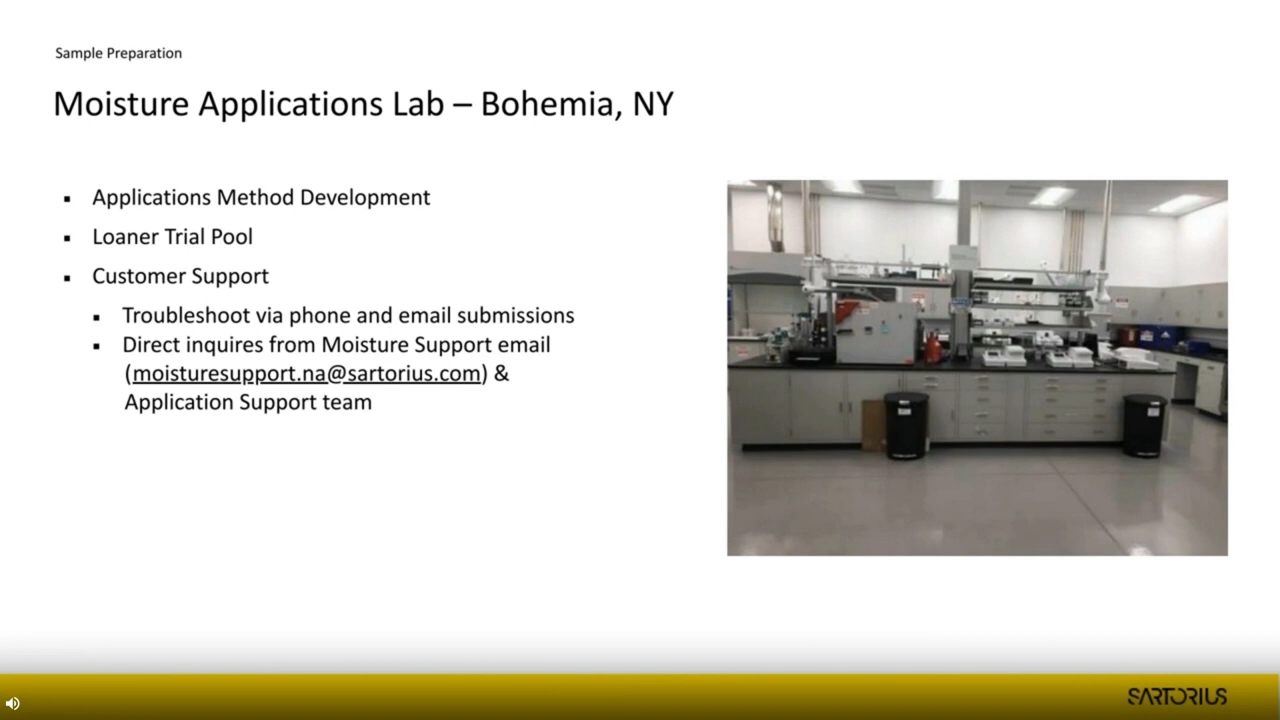 Sample Preparation
Moisture Applications Lab – Bohemia, NY
▪ Applications Method Development
▪ Loaner Trial Pool
▪ Customer Support
▪ Troubleshoot via phone and email submissions
▪ Direct inquires from Moisture Support email
(moisturesupport.na@sartorius.com) &
Application Support team
SARTORIUS